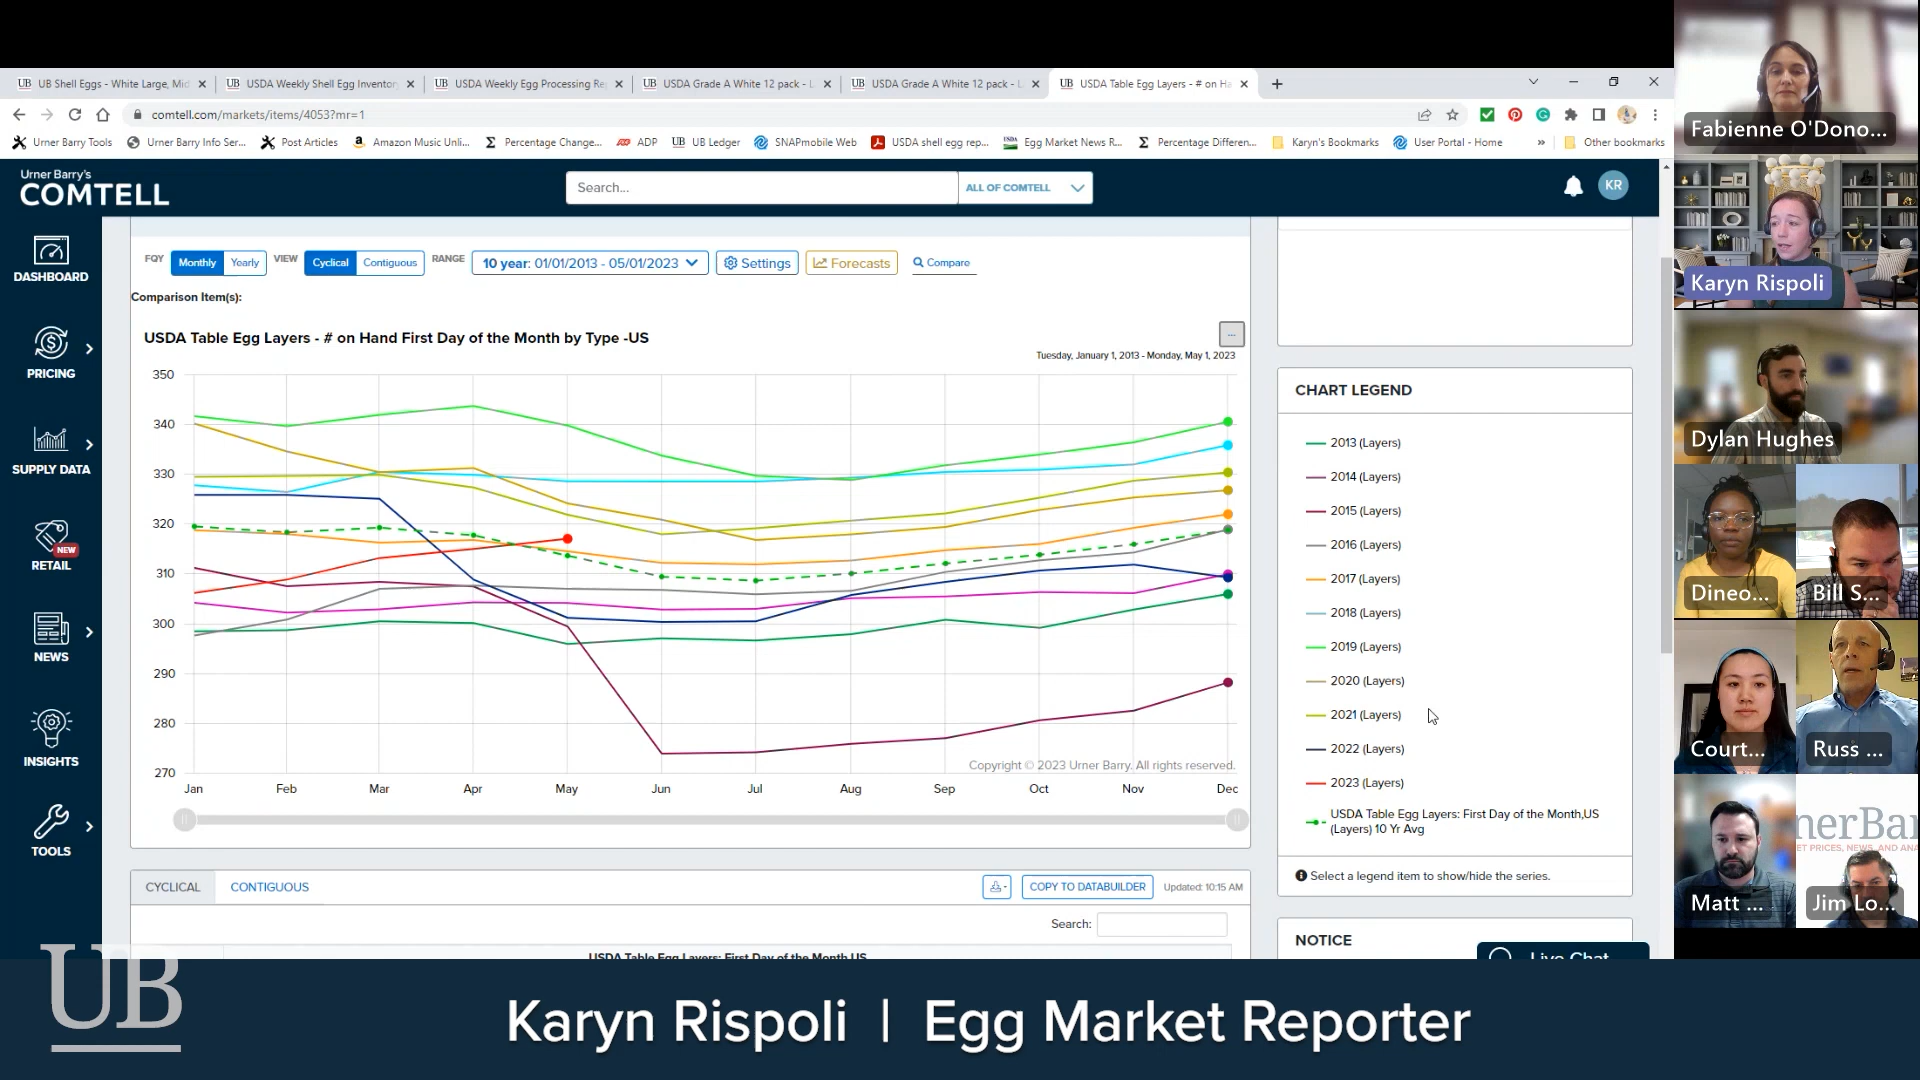 UB Shell Eggs - White Large, Mid
USDA Weekly Shell Egg Inventory
USDA Weekly Egg Processing Re
USDA Grade A White 12 pack - L
USDA Grade A White 12 pack - L
USDA Table Egg Layers - # on Ha
comtell.com/markets/items/4053?mr=1
Urner Barry Tools
Urner Barry Info Ser...
Post Articles
Amazon Music Unli...
Percentage Change...
ADP
UB Ledger
SNAPmobile Web
USDA shell egg rep...
Egg Market News R...
Percentage Differen...
Karyn's Bookmarks
User Portal - Home
»
Other bookmarks
Urner Barry's
COMTELL
Search...
ALL OF COMTELL
KR
DASHBOARD
PRICING
SUPPLY DATA
NEW
RETAIL
NEWS
INSIGHTS
TOOLS
FQY
Monthly
Yearly
VIEW
Cyclical
Contiguous
RANGE
10 year: 01/01/2013 - 05/01/2023
Settings
Forecasts
Compare
Comparison Item(s):
USDA Table Egg Layers - # on Hand First Day of the Month by Type -US
...
Tuesday, January 1, 2013 - Monday, May 1, 2023
350
340
330
320
310
300
290
280
270
Copyright © 2023 Urner Barry. All rights reserved.
Jan Feb Mar Apr May Jun Jul Aug Sep Oct Nov Dec
CHART LEGEND
2013 (Layers)
2014 (Layers)
2015 (Layers)
2016 (Layers)
2017 (Layers)
2018 (Layers)
2019 (Layers)
2020 (Layers)
2021 (Layers)
2022 (Layers)
2023 (Layers)
USDA Table Egg Layers: First Day of the Month,US
(Layers) 10 Yr Avg
Select a legend item to show/hide the series.
CYCLICAL
CONTIGUOUS
COPY TO DATABUILDER
Updated: 10:15 AM
Search:
USDA Table Egg Layers: First Day of the Month US
NOTICE
Live Chat
Fabienne O'Dono...
Karyn Rispoli
Dylan Hughes
Dineo...
Bill S...
Court...
Russ ...
Matt ...
Jim Lo...
UB
Karyn Rispoli | Egg Market Reporter